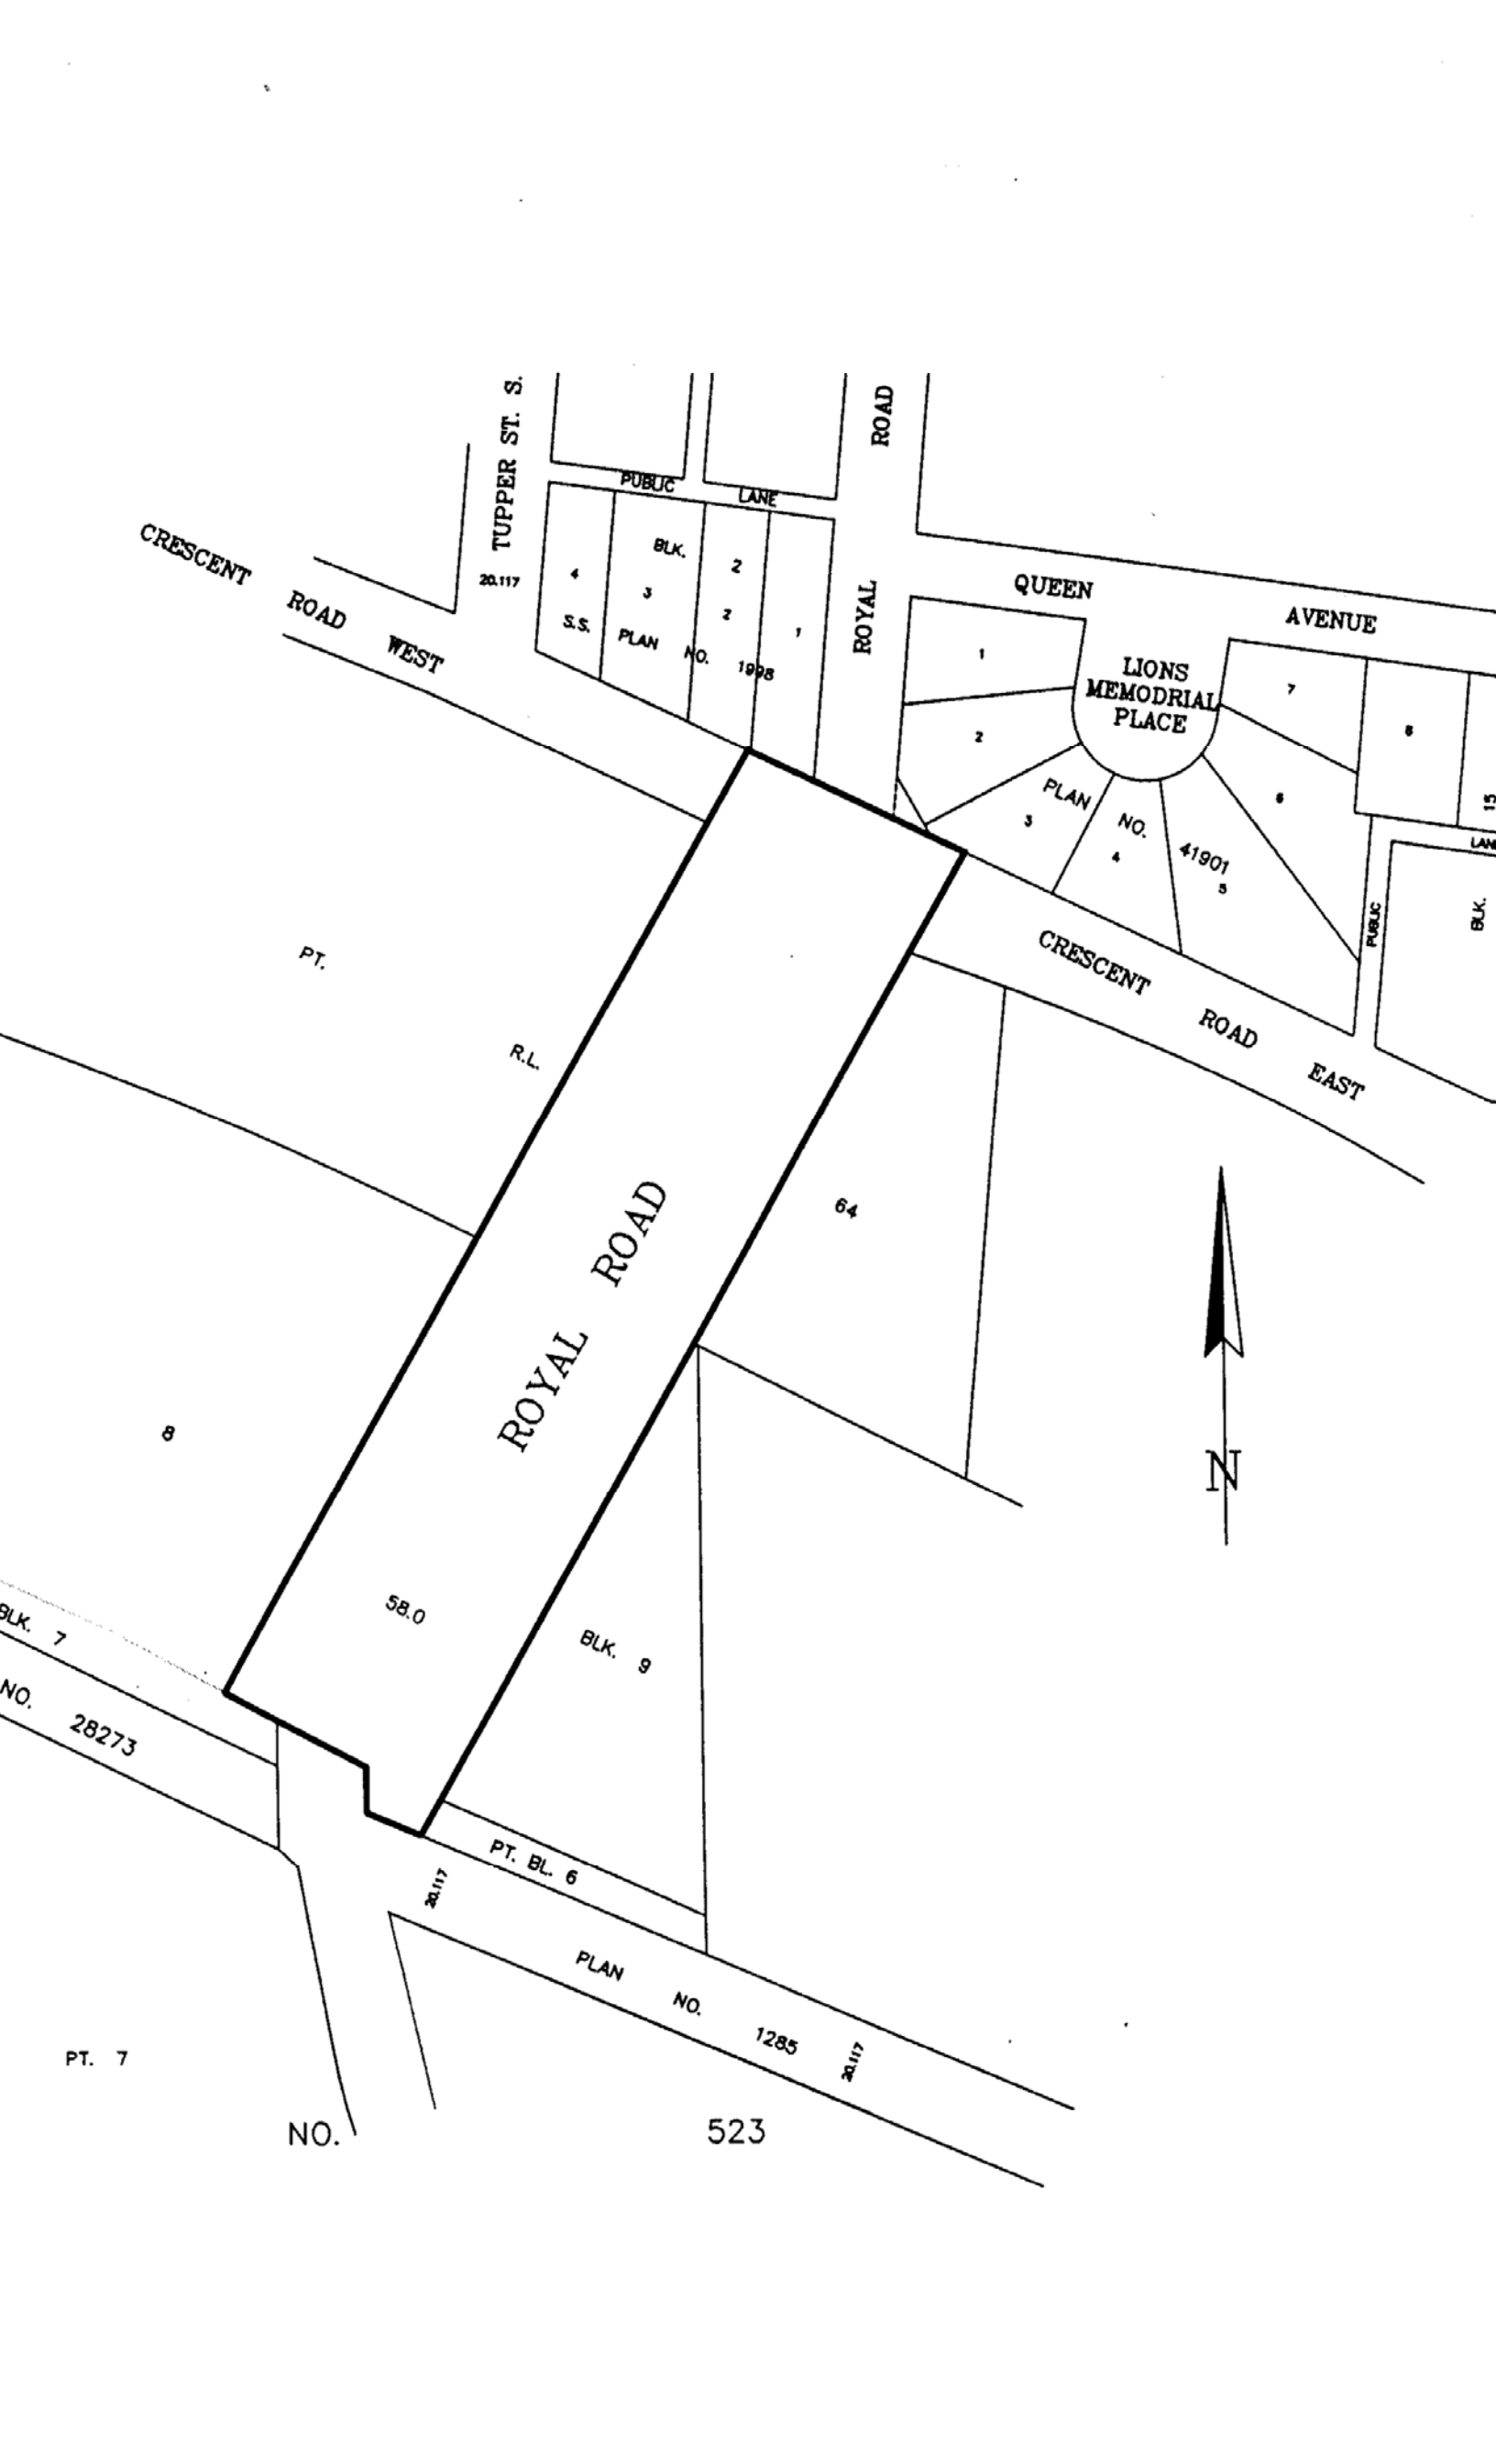 TUPPER ST. S.
ROAD
PUBLIC
LANE
CRESCENT
ROAD
WEST
20.117
4
S.S.
BLK.
3
PLAN
2
2
NO.
1998
1
ROYAL
QUEEN
AVENUE
1
2
LIONS
MEMODRIAL
PLACE
7
PLAN
3
NO.
4
41901
5
6
15
LAN
PUBLIC
BLK.
CRESCENT
ROAD
EAST
PT.
R.L.
64
ROYAL ROAD
N
8
58.0
BLK. 9
BLK. 7
NO. 28273
PT. BL. 6
20.117
PLAN NO. 1285
20.117
PT. 7
NO.
523